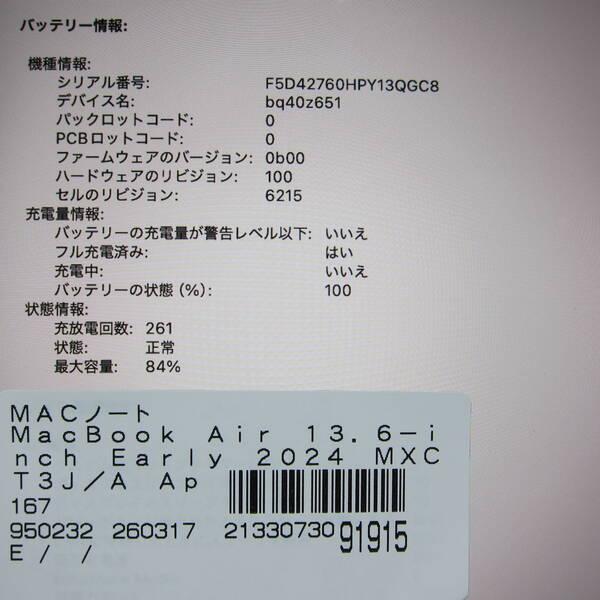 バッテリー情報:
機種情報:
シリアル番号: F5D42760HPY13QGC8
デバイス名: bq40z651
パックロットコード: 0
PCBロットコード: 0
ファームウェアのバージョン: 0b00
ハードウェアのリビジョン: 100
セルのリビジョン: 6215
充電量情報:
バッテリーの充電量が警告レベル以下: いいえ
フル充電済み: はい
充電中: いいえ
バッテリーの状態 (%): 100
状態情報:
充放電回数: 261
状態: 正常
最大容量: 84%
MACノート
MacBook Air 13.6-i
nch Early 2024 MXC
T3J/A Ap
167
950232 260317 21330730 91915
E / /